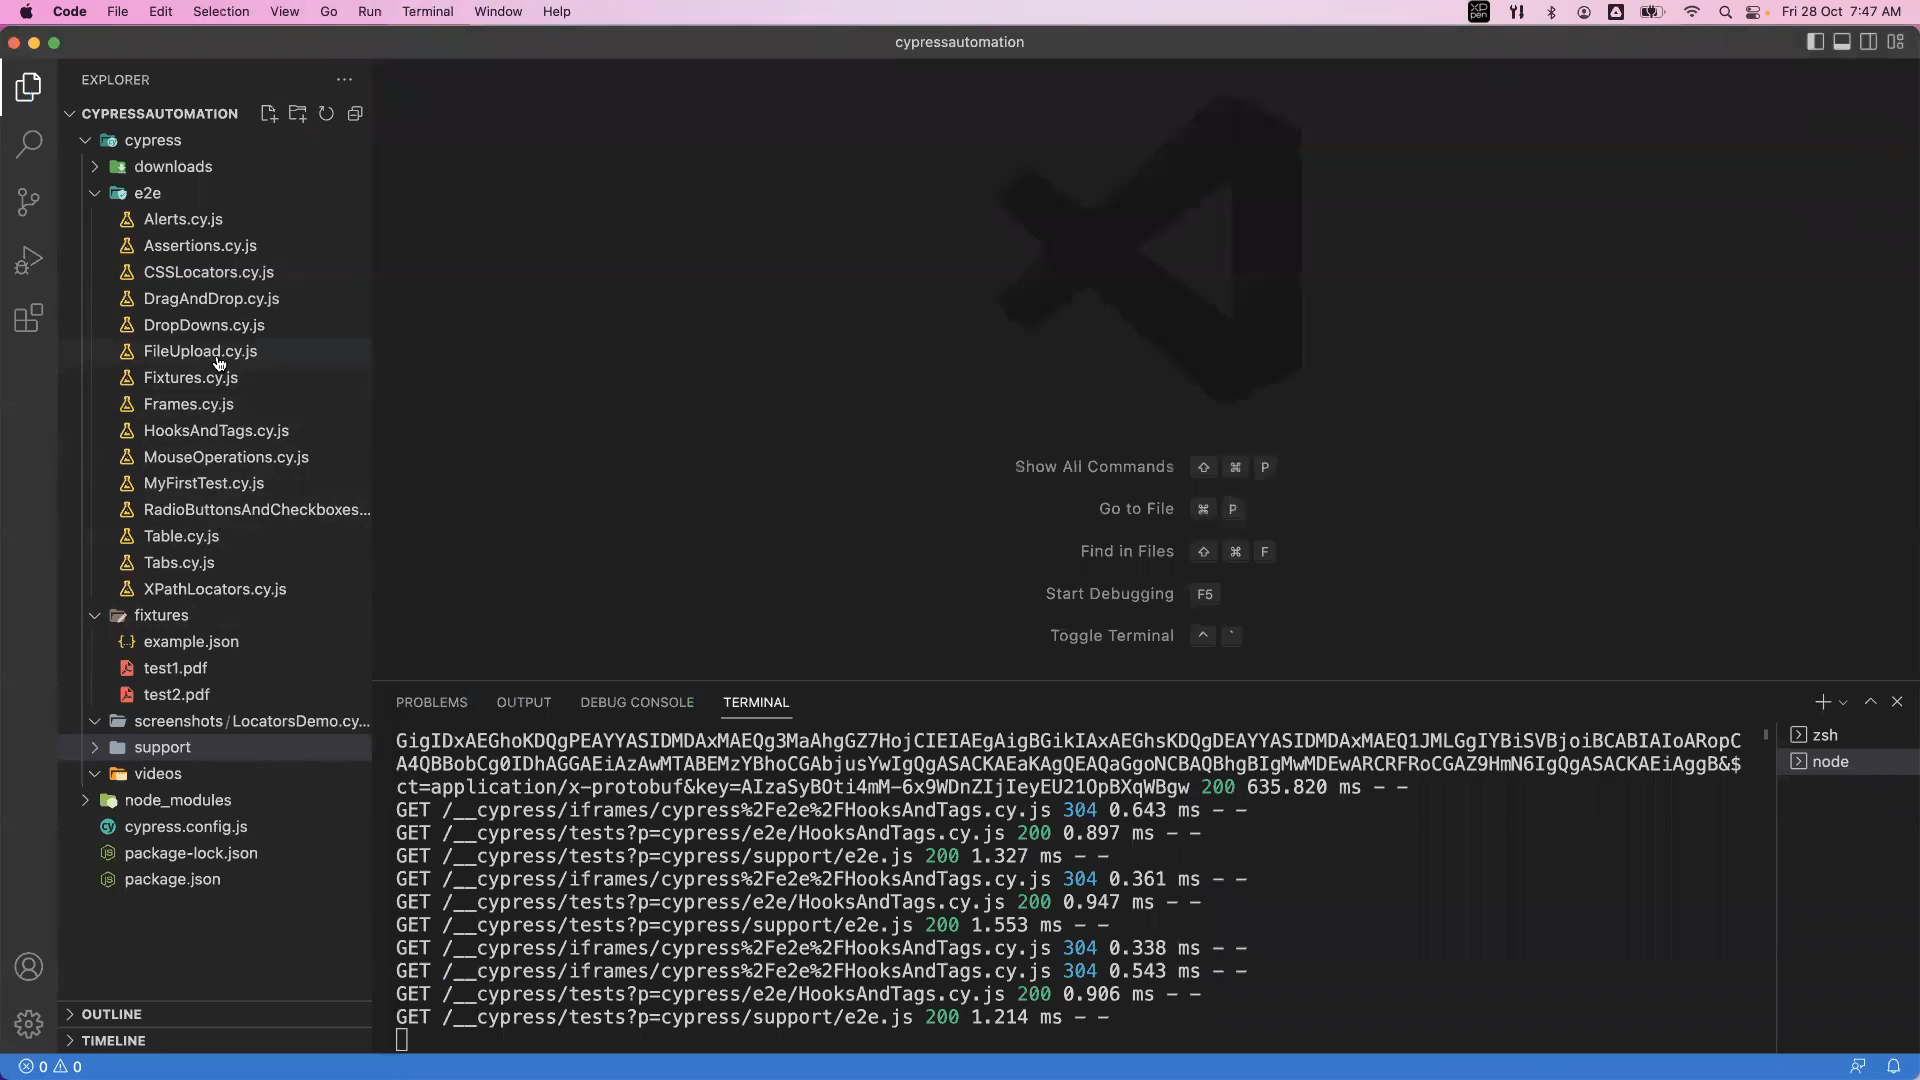 Code File Edit Selection View Go Run Terminal Window Help
XP PEN
Fri 28 Oct 7:47 AM
cypressautomation
EXPLORER
CYPRESSAUTOMATION
cypress
downloads
e2e
Alerts.cy.js
Assertions.cy.js
CSSLocators.cy.js
DragAndDrop.cy.js
DropDowns.cy.js
FileUpload.cy.js
Fixtures.cy.js
Frames.cy.js
HooksAndTags.cy.js
MouseOperations.cy.js
MyFirstTest.cy.js
RadioButtonsAndCheckboxes...
Table.cy.js
Tabs.cy.js
XPathLocators.cy.js
fixtures
example.json
test1.pdf
test2.pdf
screenshots / LocatorsDemo.cy...
support
videos
node_modules
cypress.config.js
package-lock.json
package.json
OUTLINE
TIMELINE
Show All Commands ⇧ ⌘ P
Go to File ⌘ P
Find in Files ⇧ ⌘ F
Start Debugging F5
Toggle Terminal ^ `
PROBLEMS OUTPUT DEBUG CONSOLE TERMINAL
GigIDxAEGhoKDQgPEAYYASIDMDAxMAEQg3MaAhgGZ7HojCIEIAEgAigBGikIAxAEGhsKDQgDEAYYASIDMDAxMAEQ1JMLGgIYBiSVBjoiBCABIAIoARopC
A4QBBobCg0IDhAGGAEiAzAwMTABEMzYBhoCGAbjusYwIgQgASACKAEaKAgQEAQaGgoNCBAQBhgBIgMwMDEwARCRFRoCGAZ9HmN6IgQgASACKAEiAggB&$
ct=application/x-protobuf&key=AIzaSyBOti4mM-6x9WDnZIjIeyEU21OpBXqWBgw 200 635.820 ms - -
GET /__cypress/iframes/cypress%2Fe2e%2FHooksAndTags.cy.js 304 0.643 ms - -
GET /__cypress/tests?p=cypress/e2e/HooksAndTags.cy.js 200 0.897 ms - -
GET /__cypress/tests?p=cypress/support/e2e.js 200 1.327 ms - -
GET /__cypress/iframes/cypress%2Fe2e%2FHooksAndTags.cy.js 304 0.361 ms - -
GET /__cypress/tests?p=cypress/e2e/HooksAndTags.cy.js 200 0.947 ms - -
GET /__cypress/tests?p=cypress/support/e2e.js 200 1.553 ms - -
GET /__cypress/iframes/cypress%2Fe2e%2FHooksAndTags.cy.js 304 0.338 ms - -
GET /__cypress/iframes/cypress%2Fe2e%2FHooksAndTags.cy.js 304 0.543 ms - -
GET /__cypress/tests?p=cypress/e2e/HooksAndTags.cy.js 200 0.906 ms - -
GET /__cypress/tests?p=cypress/support/e2e.js 200 1.214 ms - -
zsh
node
0 0